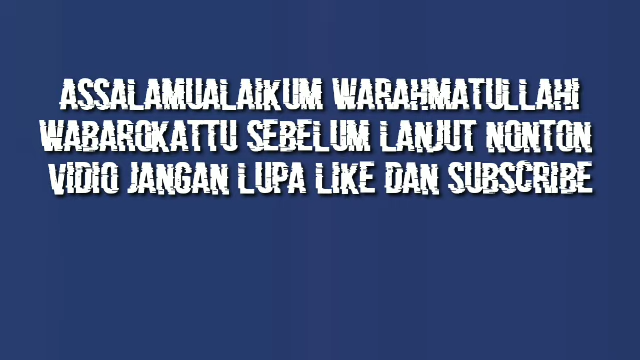 ASSALAMUALAIKUM WARAHMATULLAHI
WABAROKATTU SEBELUM LANJUT NONTON
VIDIO JANGAN LUPA LIKE DAN SUBSCRIBE